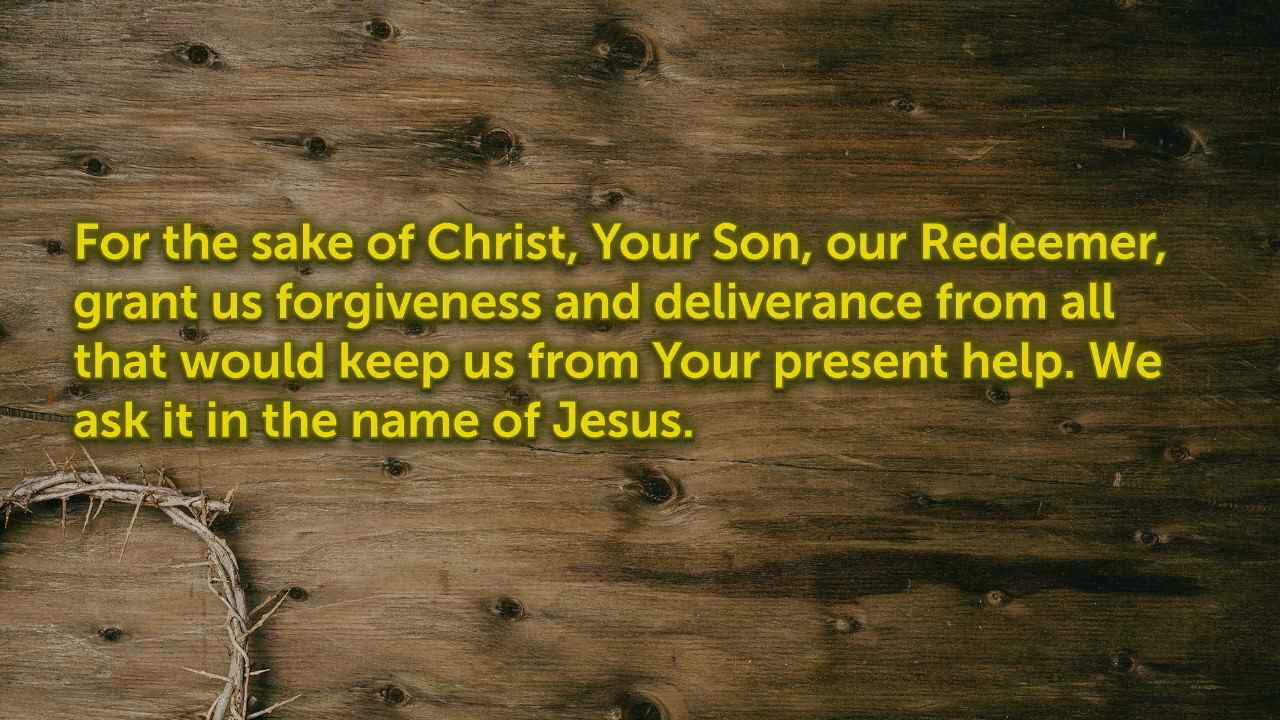 For the sake of Christ, Your Son, our Redeemer,
grant us forgiveness and deliverance from all
that would keep us from Your present help. We
ask it in the name of Jesus.